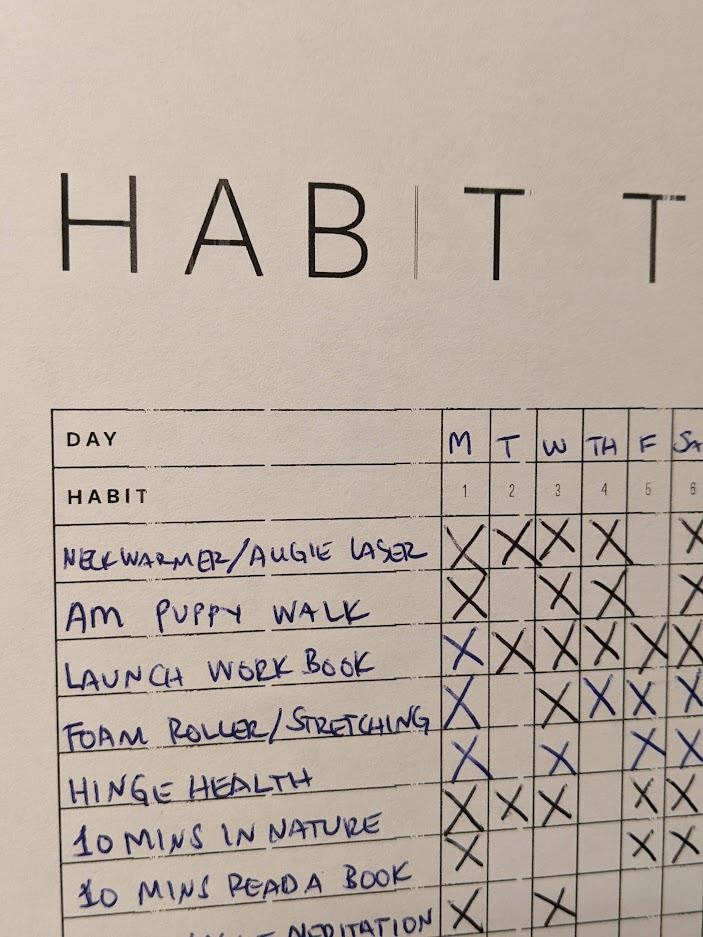 HABIT T
DAY M T W TH F SA
HABIT 1 2 3 4 5 6
NECKWARMER/AUGIE LASER X X X X X
AM PUPPY WALK X X X X
LAUNCH WORK BOOK X X X X X X
FOAM ROLLER/STRETCHING X X X X X
HINGE HEALTH X X X X
10 MINS IN NATURE X X X X X
10 MINS READ A BOOK X X X
MEDITATION X X